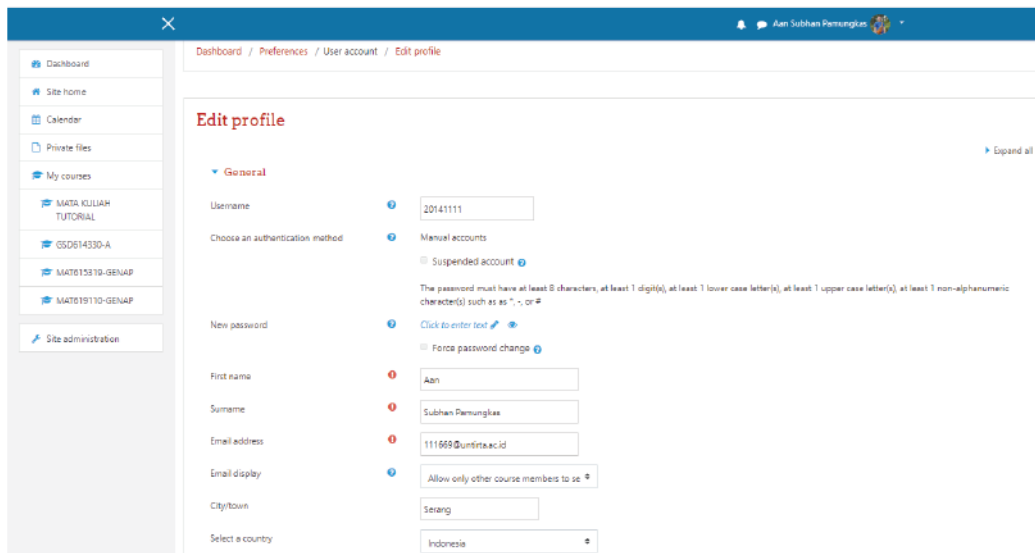 Aan Subhan Pamungkas
Dashboard / Preferences / User account / Edit profile
Dashboard
Site home
Calendar
Private files
My courses
MATA KULIAH
TUTORIAL
GSD614330-A
MAT615319-GENAP
MAT619110-GENAP
Site administration
Edit profile
Expand all
General
Username
20141111
Choose an authentication method
Manual accounts
Suspended account
The password must have at least 8 characters, at least 1 digit(s), at least 1 lower case letter(s), at least 1 upper case letter(s), at least 1 non-alphanumeric
character(s) such as as *, -, or #
New password
Click to enter text
Force password change
First name
Aan
Surname
Subhan Pamungkas
Email address
111669@untirta.ac.id
Email display
Allow only other course members to se
City/town
Serang
Select a country
Indonesia